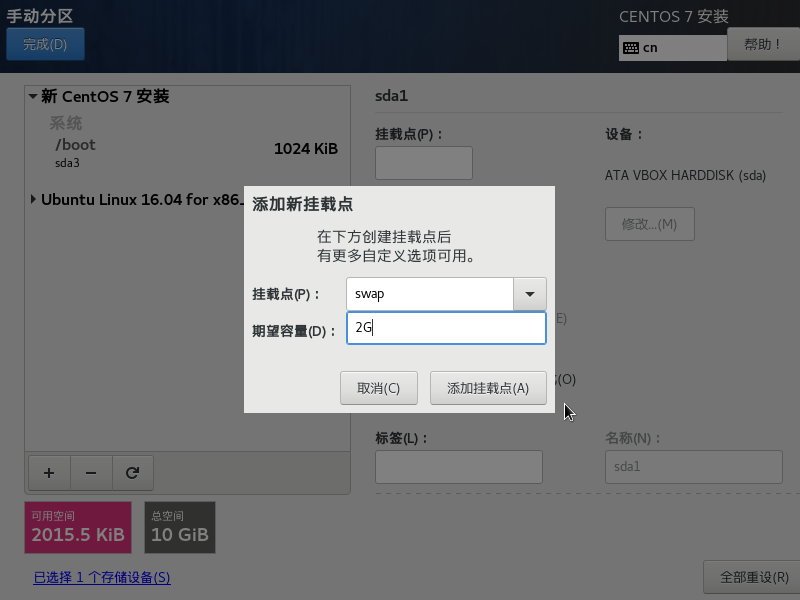 手动分区
CENTOS 7 安装
完成(D)
cn
帮助！
新 CentOS 7 安装
系统
/boot
1024 KiB
sda3
Ubuntu Linux 16.04 for x86_
sda1
挂载点(P)：
设备：
ATA VBOX HARDDISK (sda)
修改...(M)
E)
(O)
标签(L)：
名称(N)：
sda1
添加新挂载点
在下方创建挂载点后
有更多自定义选项可用。
挂载点(P)：
swap
期望容量(D)：
2G
取消(C)
添加挂载点(A)
+
−
可用空间
2015.5 KiB
总空间
10 GiB
已选择 1 个存储设备(S)
全部重设(R)